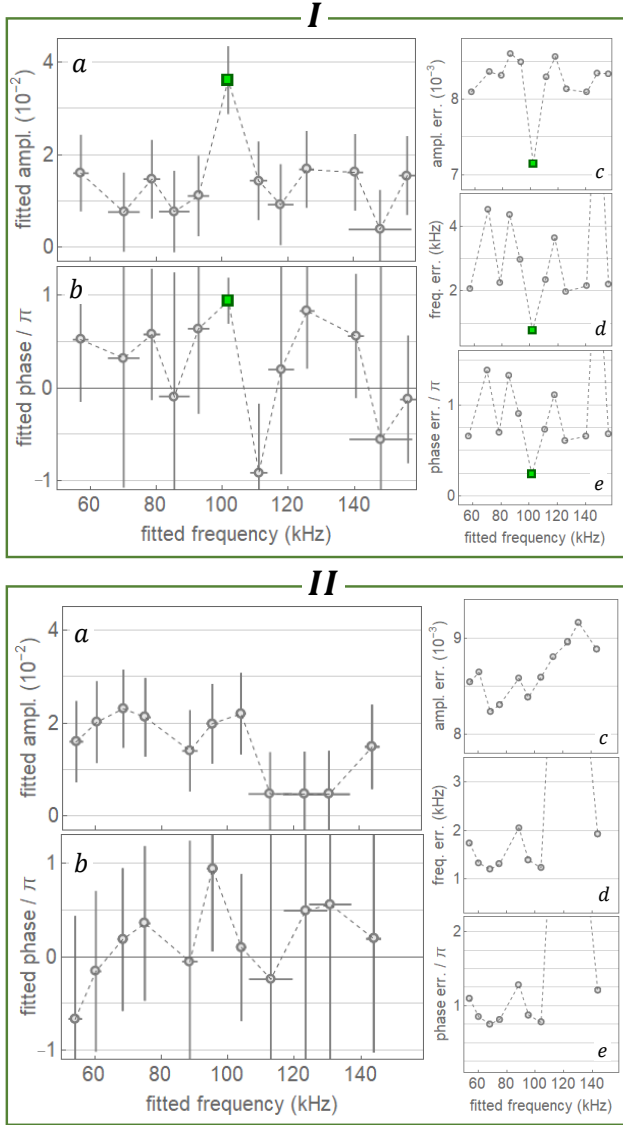 I
a
fitted ampl. (10⁻²)
4
2
0
b
fitted phase / π
1
0
−1
60 80 100 120 140
fitted frequency (kHz)
ampl. err. (10⁻³)
8
7
c
freq. err. (kHz)
4
2
d
phase err. / π
1
0
e
60 80 100 120 140
fitted frequency (kHz)
II
a
fitted ampl. (10⁻²)
4
2
0
b
fitted phase / π
1
0
−1
60 80 100 120 140
fitted frequency (kHz)
ampl. err. (10⁻³)
9
8
c
freq. err. (kHz)
3
2
1
d
phase err. / π
2
1
e
60 80 100 120 140
fitted frequency (kHz)